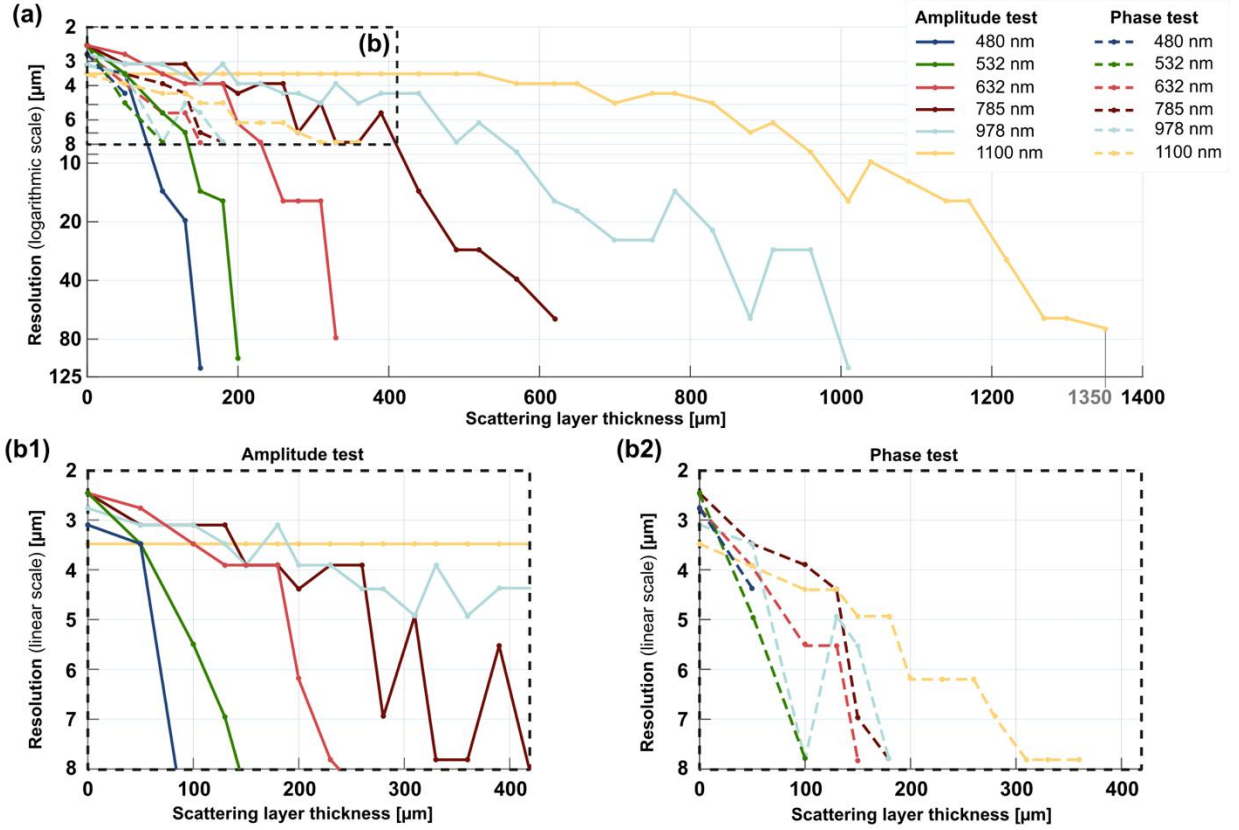 (a)
(b)
Resolution (logarithmic scale) [µm]
2
3
4
6
8
10
20
40
80
125
0
200
400
600
800
1000
1200
1350
1400
Scattering layer thickness [µm]
Amplitude test
480 nm
532 nm
632 nm
785 nm
978 nm
1100 nm
Phase test
480 nm
532 nm
632 nm
785 nm
978 nm
1100 nm
(b1)
Amplitude test
Resolution (linear scale) [µm]
2
3
4
5
6
7
8
0
100
200
300
400
Scattering layer thickness [µm]
(b2)
Phase test
Resolution (linear scale) [µm]
2
3
4
5
6
7
8
0
100
200
300
400
Scattering layer thickness [µm]